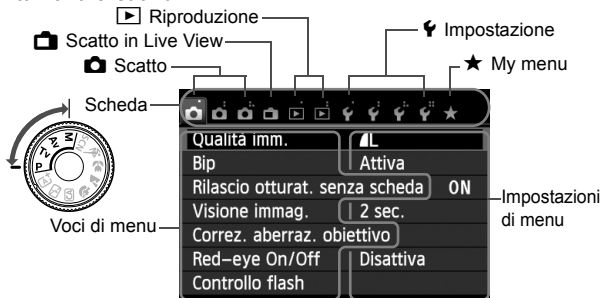 Riproduzione
Impostazione
Scatto in Live View
Scatto
My menu
Scheda
Qualità imm. L
Bip Attiva
Rilascio otturat. senza scheda ON
Impostazioni
di menu
Visione immag. 2 sec.
Voci di menu
Correz. aberraz. obiettivo
Red-eye On/Off Disattiva
Controllo flash
P
Tv
Av
M